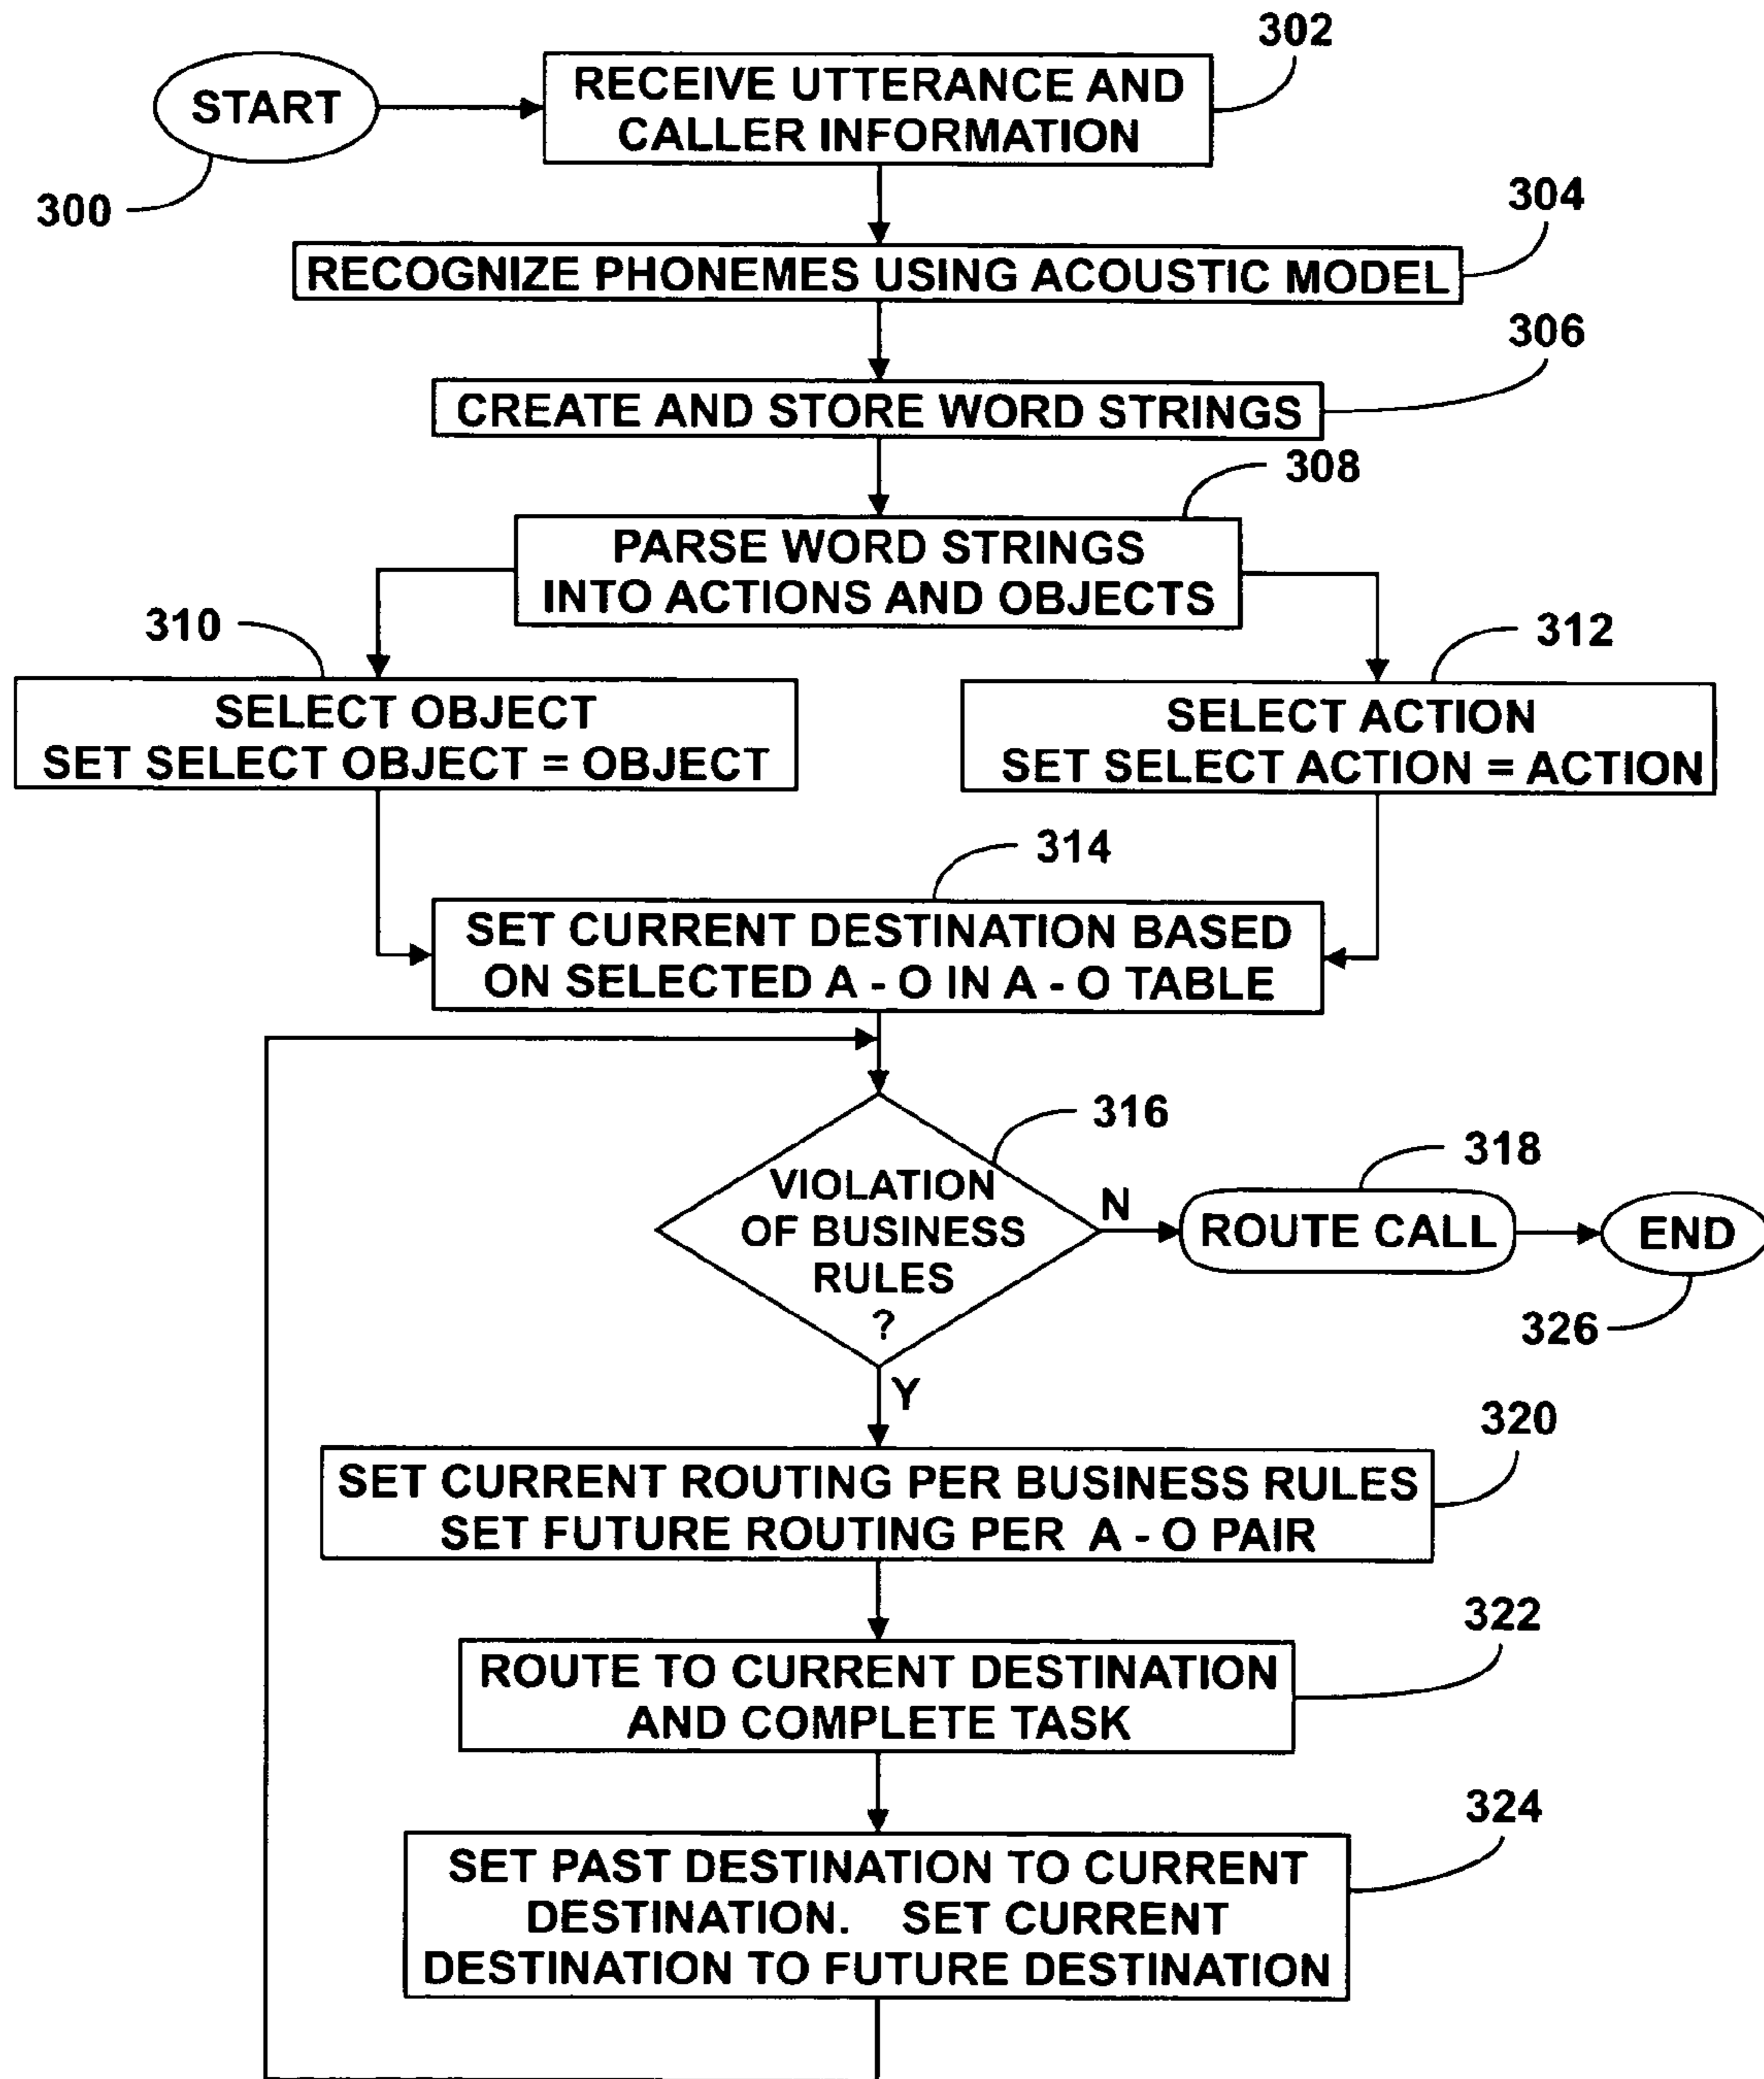 302
START
RECEIVE UTTERANCE AND
CALLER INFORMATION
300
304
RECOGNIZE PHONEMES USING ACOUSTIC MODEL
306
CREATE AND STORE WORD STRINGS
308
PARSE WORD STRINGS
INTO ACTIONS AND OBJECTS
310
312
SELECT OBJECT
SET SELECT OBJECT = OBJECT
SELECT ACTION
SET SELECT ACTION = ACTION
314
SET CURRENT DESTINATION BASED
ON SELECTED A - O IN A - O TABLE
316
318
VIOLATION
OF BUSINESS
RULES
?
N
ROUTE CALL
END
326
Y
320
SET CURRENT ROUTING PER BUSINESS RULES
SET FUTURE ROUTING PER A - O PAIR
322
ROUTE TO CURRENT DESTINATION
AND COMPLETE TASK
324
SET PAST DESTINATION TO CURRENT
DESTINATION. SET CURRENT
DESTINATION TO FUTURE DESTINATION